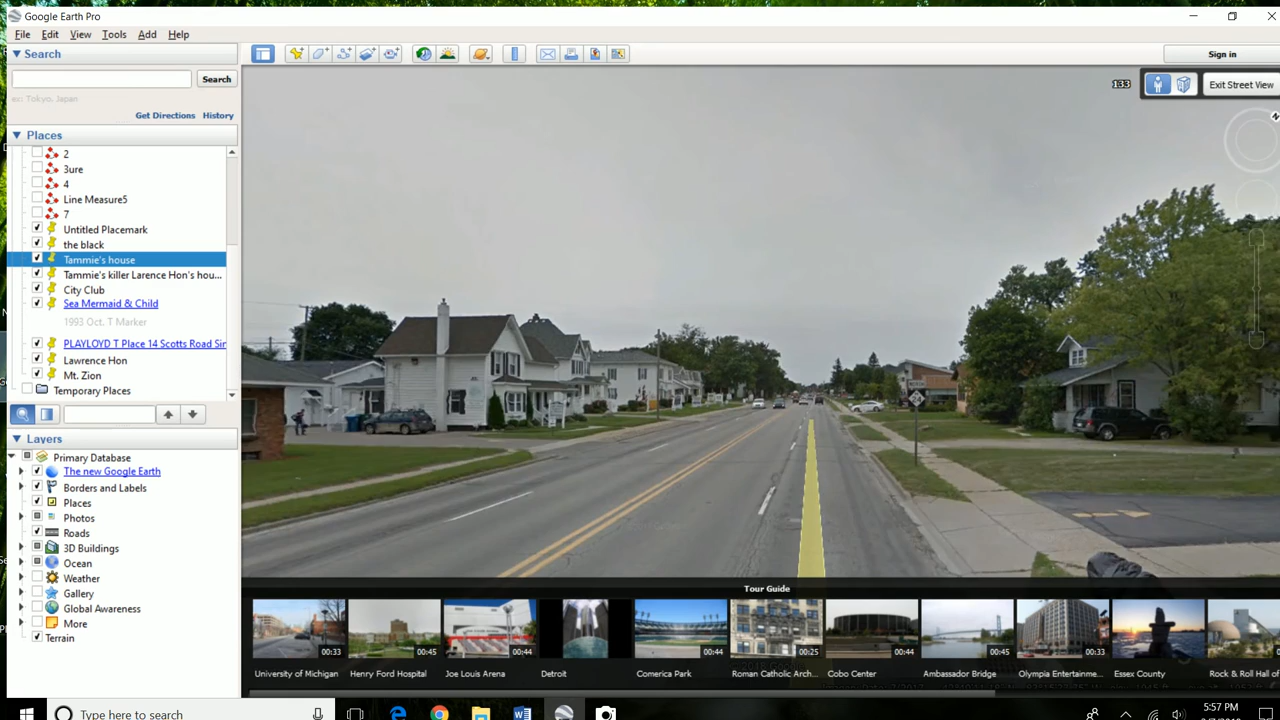 Google Earth Pro
File Edit View Tools Add Help
Search
Search
ex: Tokyo, Japan
Get Directions History
Places
2
3ure
4
Line Measure5
7
Untitled Placemark
the black
Tammie's house
Tammie's killer Larence Hon's hou...
City Club
Sea Mermaid & Child
1993 Oct. T Marker
PLAYLOYD T Place 14 Scotts Road Sin
Lawrence Hon
Mt. Zion
Temporary Places
Layers
Primary Database
The new Google Earth
Borders and Labels
Places
Photos
Roads
3D Buildings
Ocean
Weather
Gallery
Global Awareness
More
Terrain
Sign in
133
Exit Street View
N
NORTH
24
Tour Guide
00:33 00:45 00:44 00:44 00:25 00:44 00:45 00:33 00:57
University of Michigan Henry Ford Hospital Joe Louis Arena Detroit Comerica Park Roman Catholic Arch... Cobo Center Ambassador Bridge Olympia Entertainme... Essex County Rock & Roll Hall of
Type here to search
5:57 PM